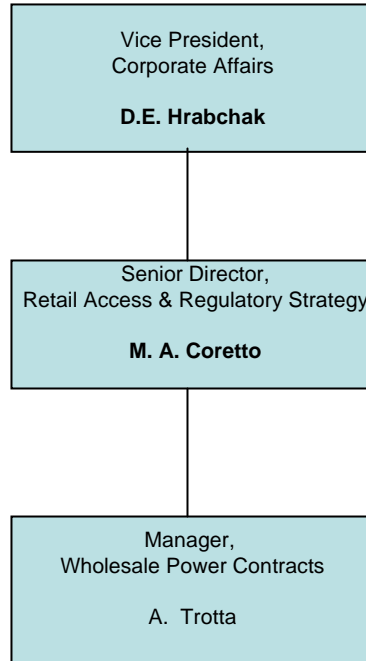 Vice President,
Corporate Affairs
D.E. Hrabchak
Senior Director,
Retail Access & Regulatory Strategy
M. A. Coretto
Manager,
Wholesale Power Contracts
A. Trotta